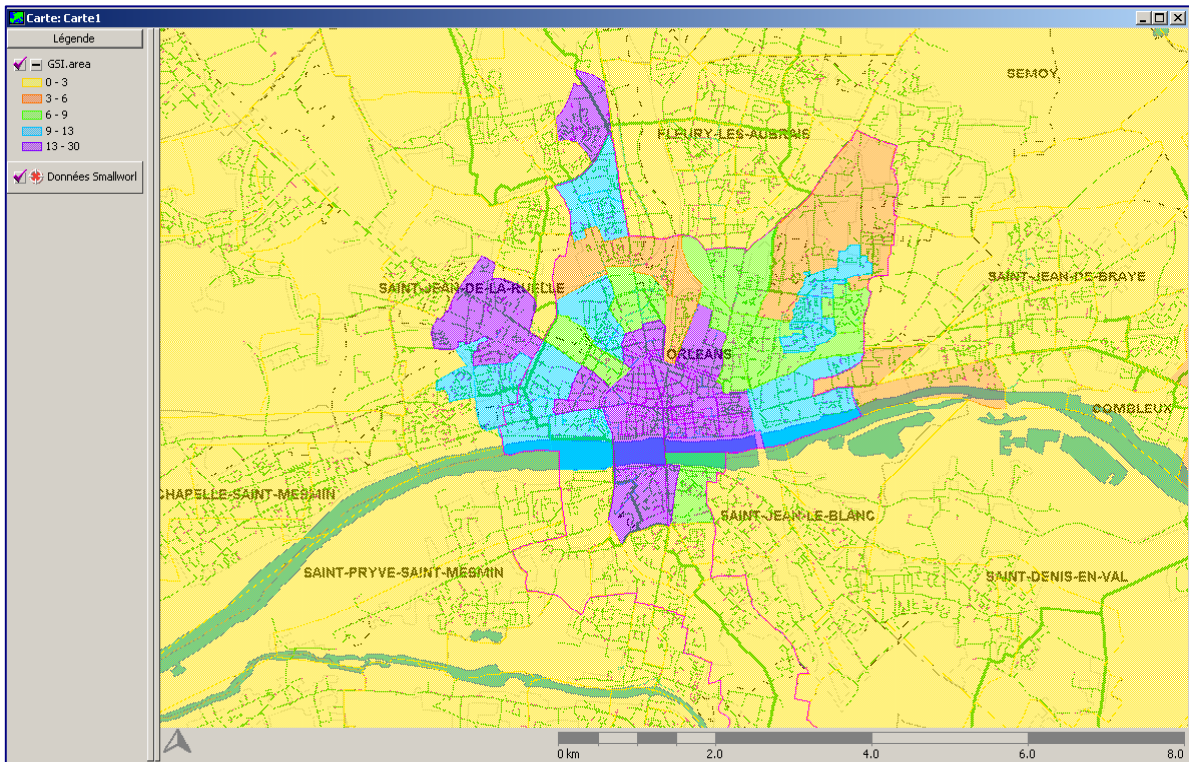 Carte: Carte1
Légende
GSI.area
0 - 3
3 - 6
6 - 9
9 - 13
13 - 30
Données Smallworl
SEMOY
FLEURY-LES-AUBRAIS
SAINT-JEAN-DE-BRAYE
SAINT-JEAN-DE-LA-RUELLE
ORLEANS
COMBLEUX
CHAPELLE-SAINT-MESMIN
SAINT-JEAN-LE-BLANC
SAINT-PRYVE-SAINT-MESMIN
SAINT-DENIS-EN-VAL
0 km 2.0 4.0 6.0 8.0